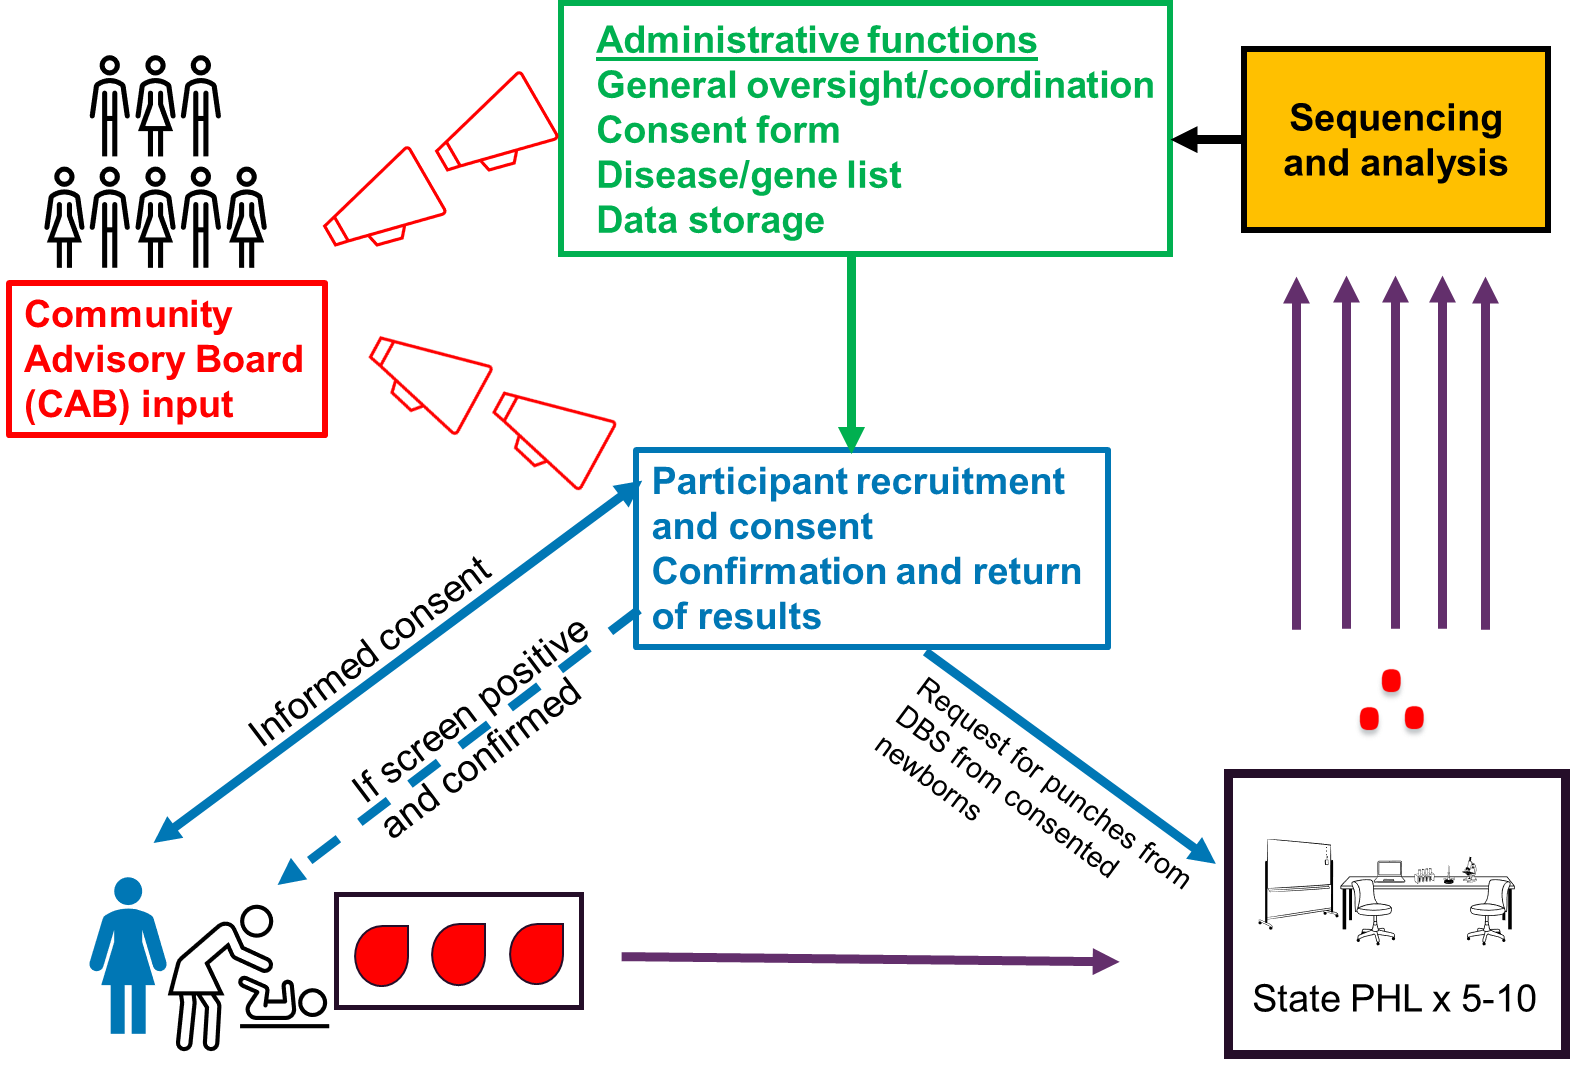 Administrative functions
General oversight/coordination
Consent form
Disease/gene list
Data storage
Sequencing
and analysis
Community
Advisory Board
(CAB) input
Participant recruitment
and consent
Confirmation and return
of results
Informed consent
If screen positive
and confirmed
Request for punches from
DBS from consented
newborns
State PHL x 5-10